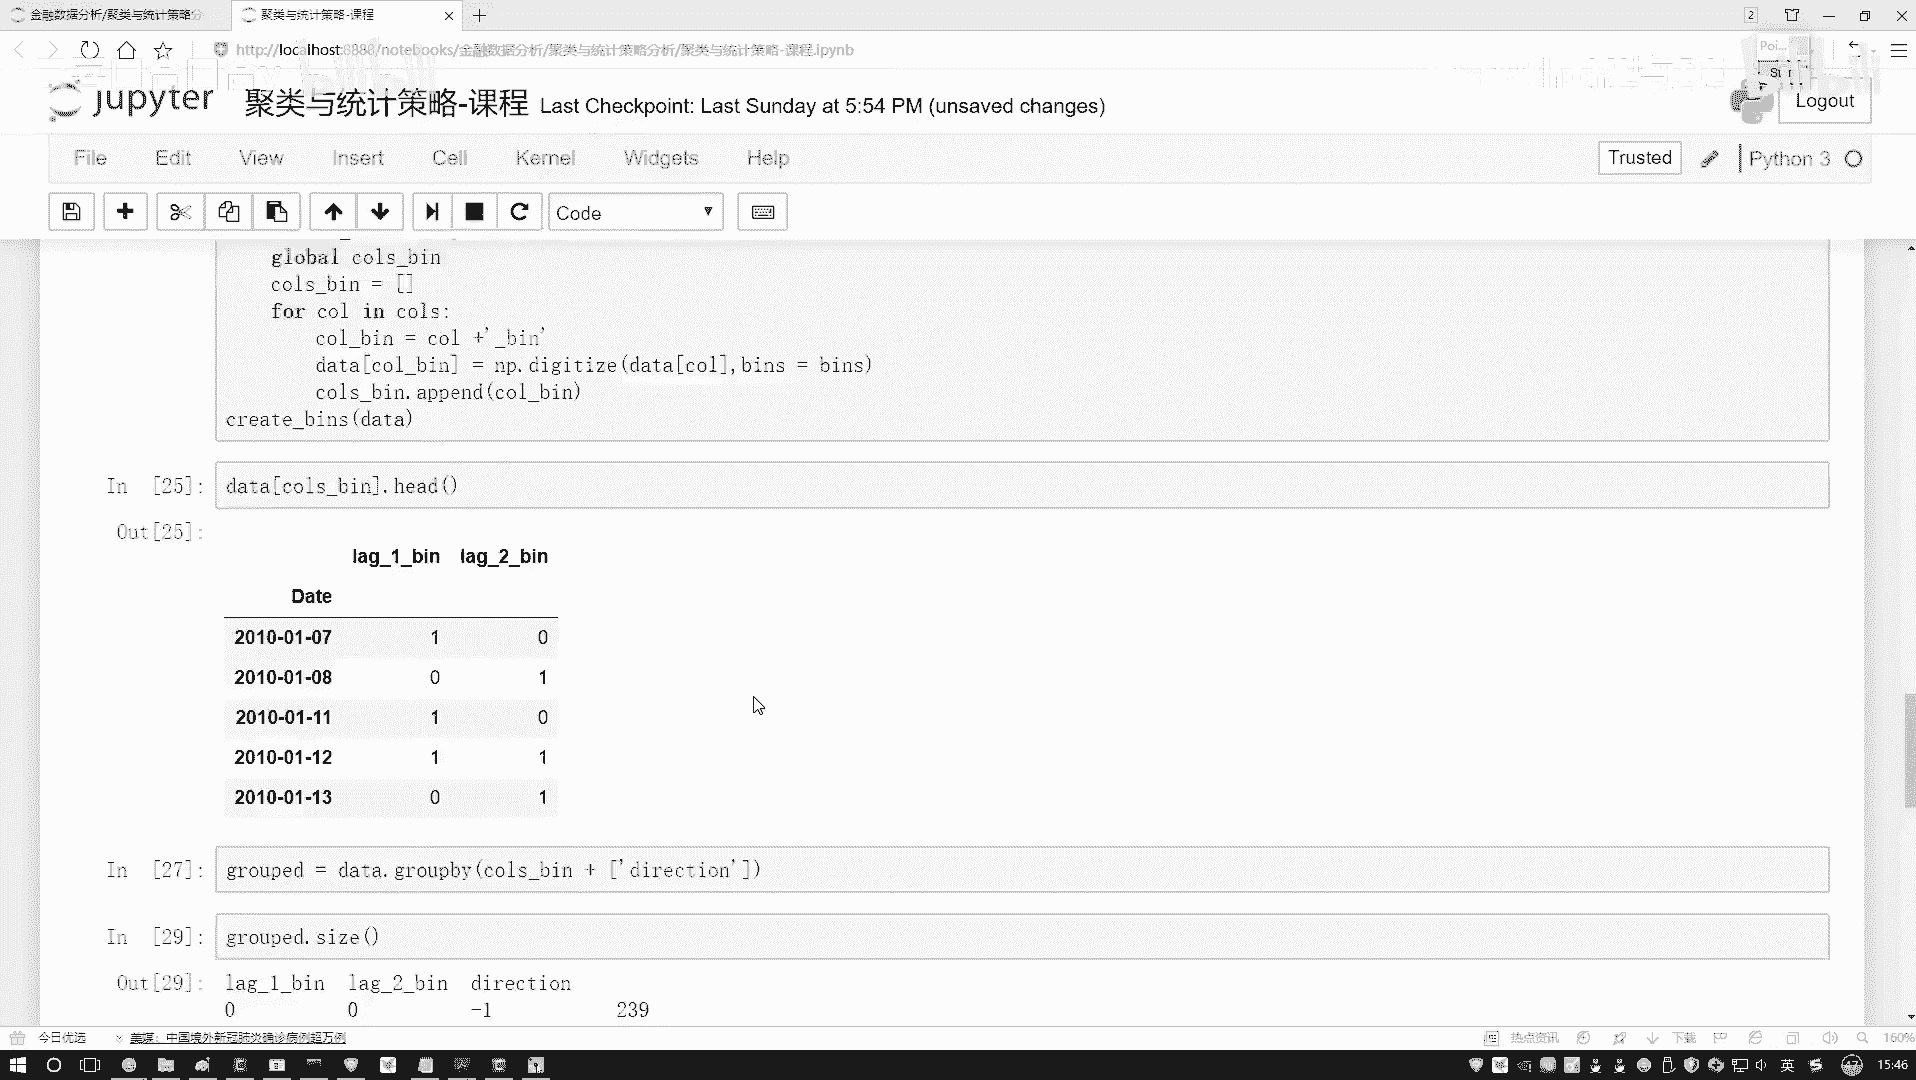 金融数据分析/聚类与统计策略分
聚类与统计策略-课程
2
http://localhost:8888/notebooks/金融数据分析/聚类与统计策略分析/聚类与统计策略-课程.ipynb
jupyter 聚类与统计策略-课程 Last Checkpoint: Last Sunday at 5:54 PM (unsaved changes)
Logout
File Edit View Insert Cell Kernel Widgets Help
Trusted Python 3
Code
global cols_bin
cols_bin = []
for col in cols:
col_bin = col +'_bin'
data[col_bin] = np.digitize(data[col],bins = bins)
cols_bin.append(col_bin)
create_bins(data)
In [25]: data[cols_bin].head()
Out[25]:
lag_1_bin lag_2_bin
Date
2010-01-07 1 0
2010-01-08 0 1
2010-01-11 1 0
2010-01-12 1 1
2010-01-13 0 1
In [27]: grouped = data.groupby(cols_bin + ['direction'])
In [29]: grouped.size()
Out[29]: lag_1_bin lag_2_bin direction
0 0 -1 239
今日优选 美媒：中国境外新冠肺炎确诊病例超万例 热点资讯 下载 160%
英 47 15:46